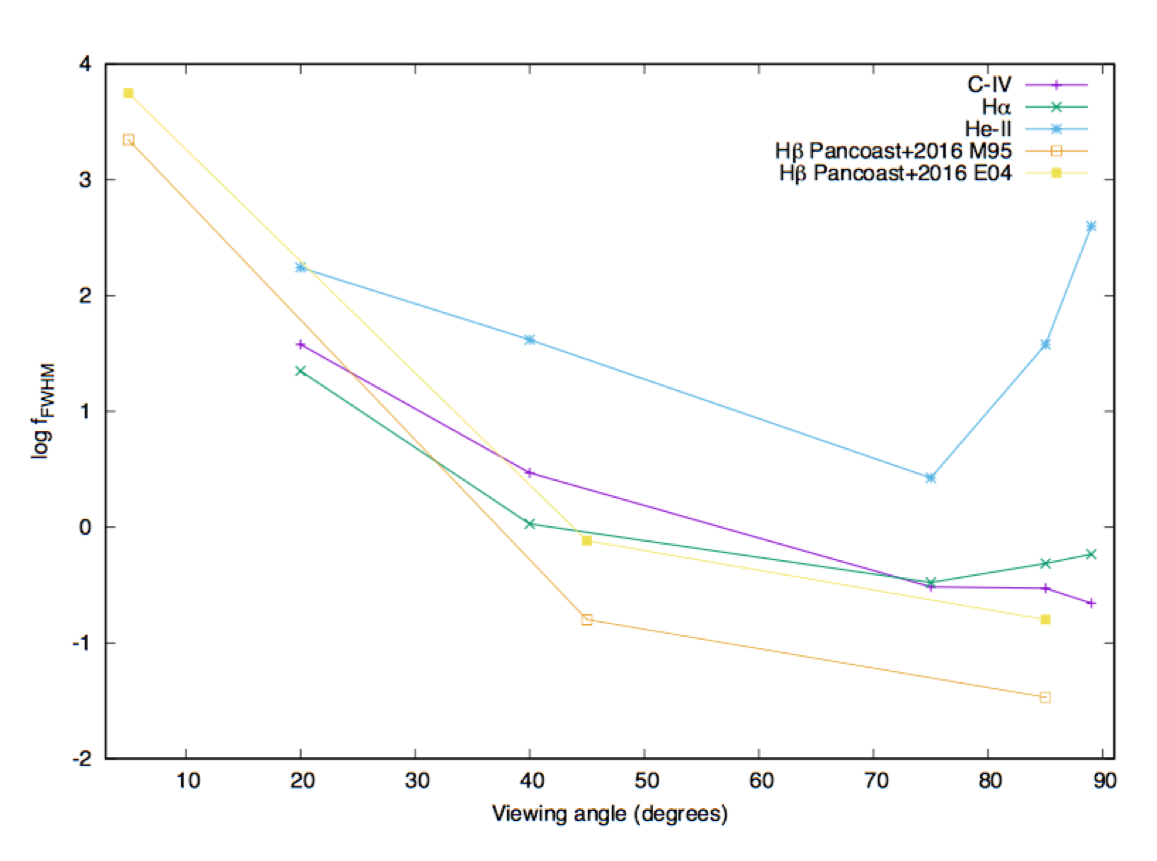 4
3
2
1
0
-1
-2
log fFWHM
C-IV
Hα
He-II
Hβ Pancoast+2016 M95
Hβ Pancoast+2016 E04
10 20 30 40 50 60 70 80 90
Viewing angle (degrees)